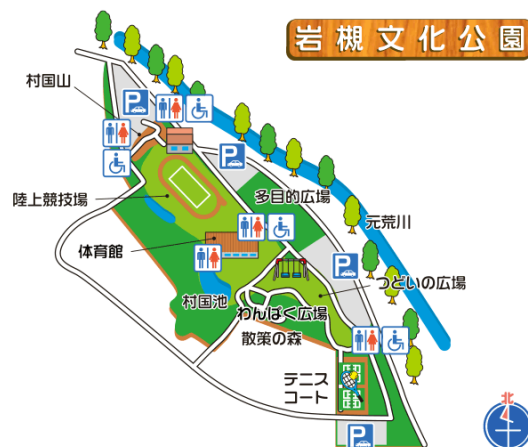 岩槻文化公園
村国山
P
P
陸上競技場
多目的広場
元荒川
体育館
P
つどいの広場
村国池
わんぱく広場
散策の森
テニス
コート
P
北